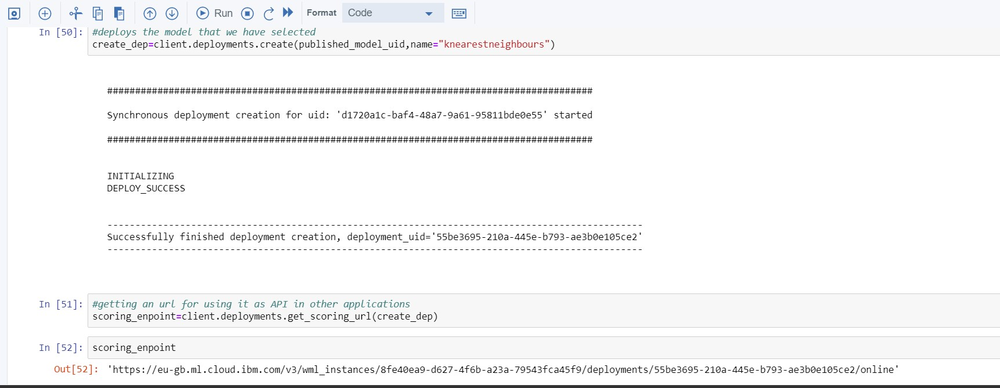 Run Format Code
In [50]: #deploys the model that we have selected
create_dep=client.deployments.create(published_model_uid,name="knearestneighbours")
#######################################################################################
Synchronous deployment creation for uid: 'd1720a1c-baf4-48a7-9a61-95811bde0e55' started
#######################################################################################
INITIALIZING
DEPLOY_SUCCESS
------------------------------------------------------------------------------------------------
Successfully finished deployment creation, deployment_uid='55be3695-210a-445e-b793-ae3b0e105ce2'
------------------------------------------------------------------------------------------------
In [51]: #getting an url for using it as API in other applications
scoring_enpoint=client.deployments.get_scoring_url(create_dep)
In [52]: scoring_enpoint
Out[52]: 'https://eu-gb.ml.cloud.ibm.com/v3/wml_instances/8fe40ea9-d627-4f6b-a23a-79543fca45f9/deployments/55be3695-210a-445e-b793-ae3b0e105ce2/online'